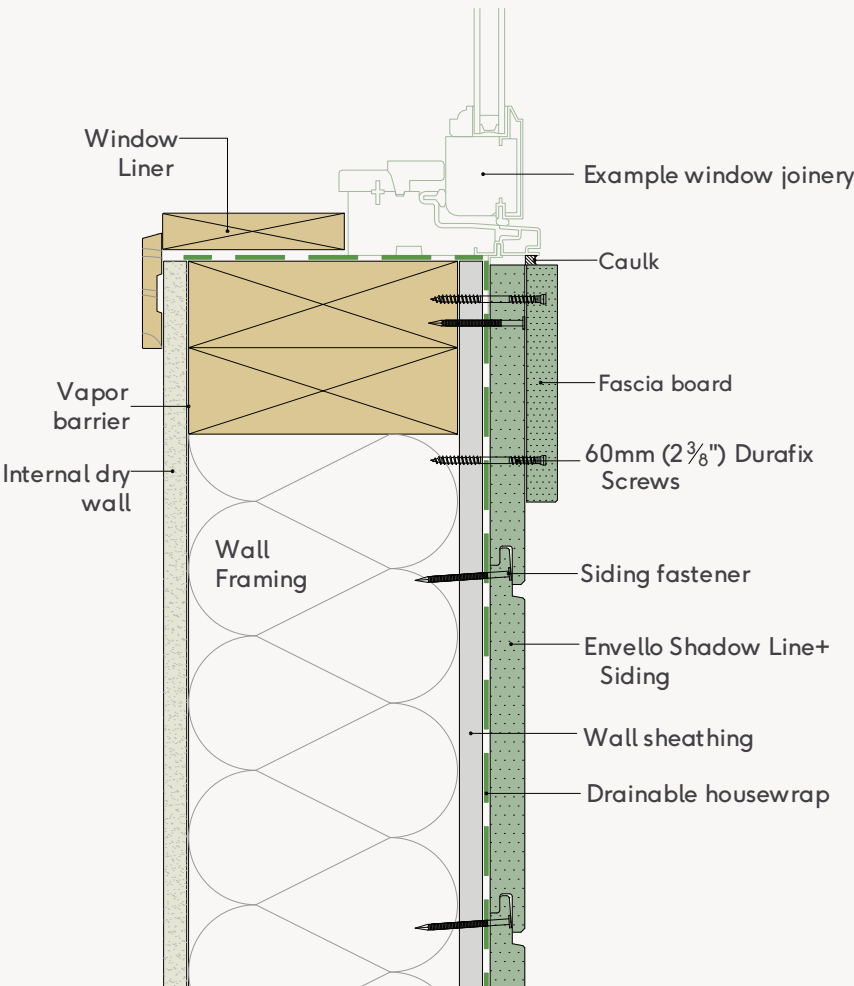 Window
Liner
Example window joinery
Caulk
Fascia board
Vapor
barrier
60mm (2⅜") Durafix
Screws
Internal dry
wall
Wall
Framing
Siding fastener
Envello Shadow Line+
Siding
Wall sheathing
Drainable housewrap